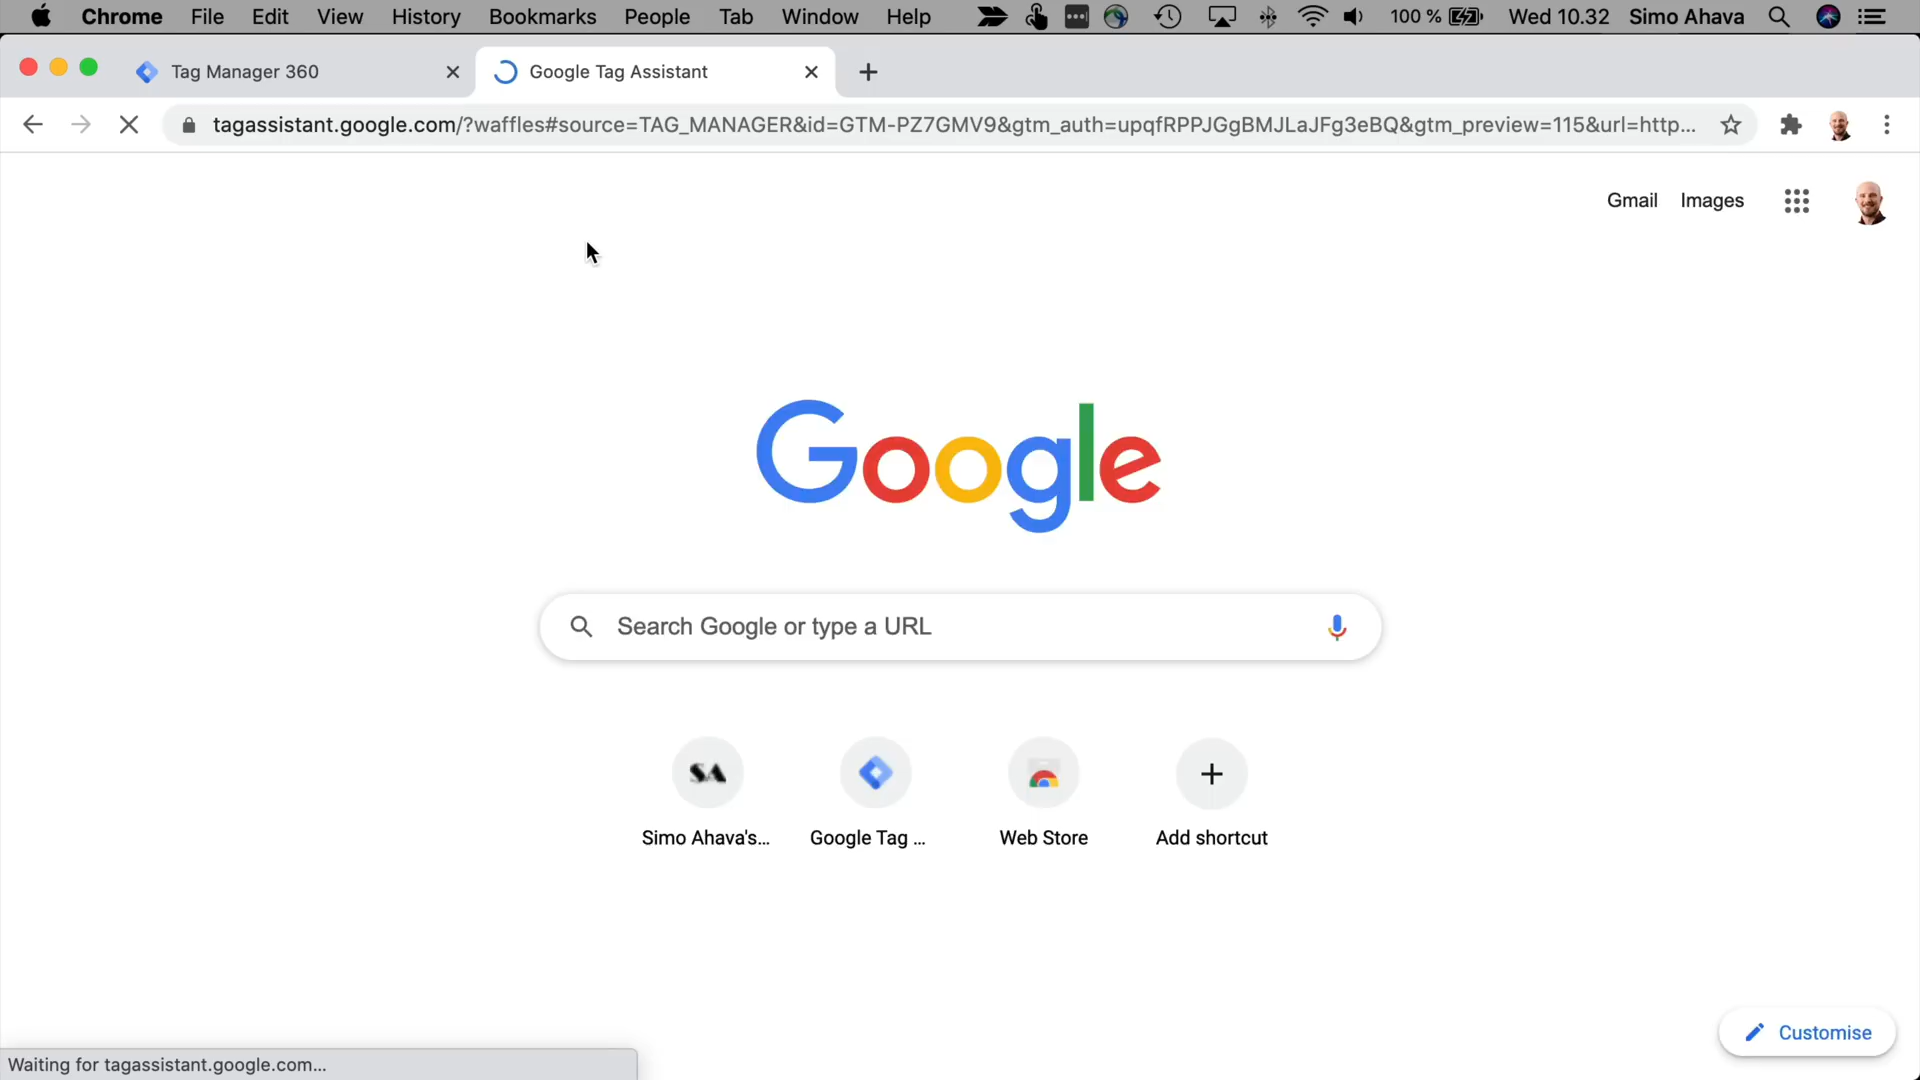 Chrome File Edit View History Bookmarks People Tab Window Help 100 % Wed 10.32 Simo Ahava
Tag Manager 360 Google Tag Assistant
tagassistant.google.com/?waffles#source=TAG_MANAGER&id=GTM-PZ7GMV9&gtm_auth=upqfRPPJGgBMJLaJFg3eBQ&gtm_preview=115&url=http...
Gmail Images
Google
Search Google or type a URL
SA
Simo Ahava's... Google Tag ... Web Store Add shortcut
Customise
Waiting for tagassistant.google.com...